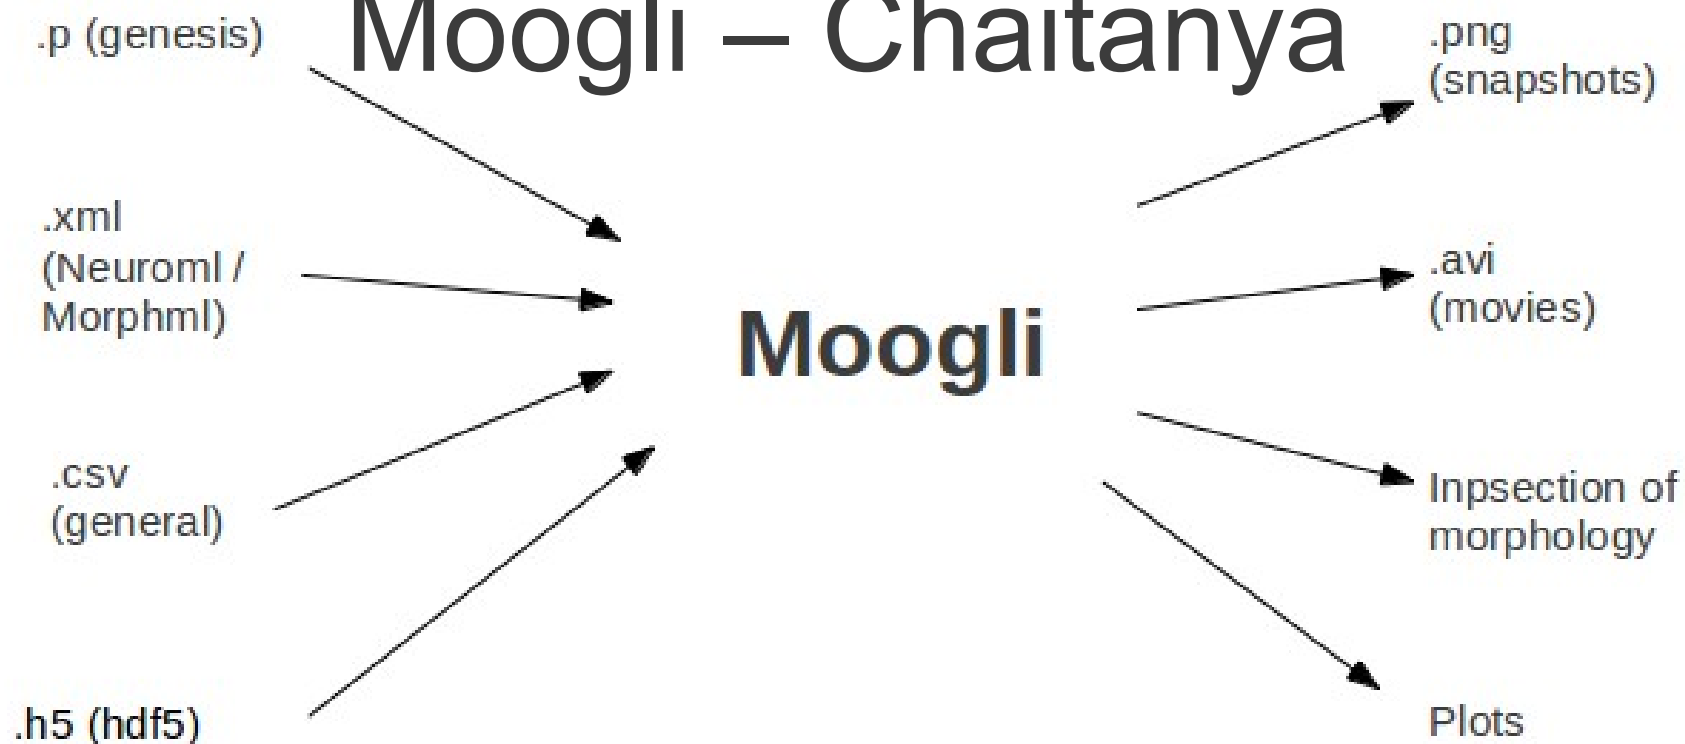 Moogli – Chaitanya
.p (genesis)
.xml
(Neuroml /
Morphml)
.csv
(general)
.h5 (hdf5)
Moogli
.png
(snapshots)
.avi
(movies)
Inpsection of
morphology
Plots